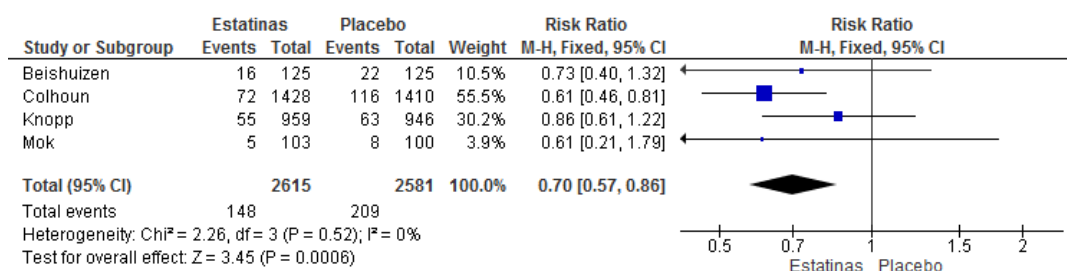 Estatinas Placebo Risk Ratio Risk Ratio
Study or Subgroup Events Total Events Total Weight M-H, Fixed, 95% CI M-H, Fixed, 95% CI
Beishuizen 16 125 22 125 10.5% 0.73 [0.40, 1.32]
Colhoun 72 1428 116 1410 55.5% 0.61 [0.46, 0.81]
Knopp 55 959 63 946 30.2% 0.86 [0.61, 1.22]
Mok 5 103 8 100 3.9% 0.61 [0.21, 1.79]
Total (95% CI) 2615 2581 100.0% 0.70 [0.57, 0.86]
Total events 148 209
Heterogeneity: Chi² = 2.26, df = 3 (P = 0.52); I² = 0%
Test for overall effect: Z = 3.45 (P = 0.0006)
0.5 0.7 1 1.5 2
Estatinas Placebo